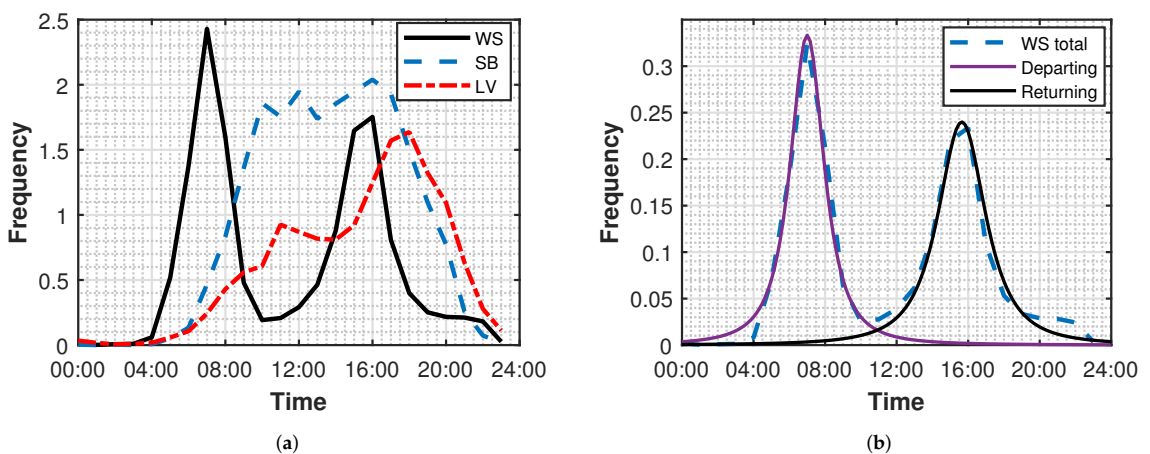 2.5
2
1.5
1
0.5
0
Frequency
WS
SB
LV
00:00 04:00 08:00 12:00 16:00 20:00 24:00
Time
(a)
0.3
0.25
0.2
0.15
0.1
0.05
0
Frequency
WS total
Departing
Returning
00:00 04:00 08:00 12:00 16:00 20:00 24:00
Time
(b)